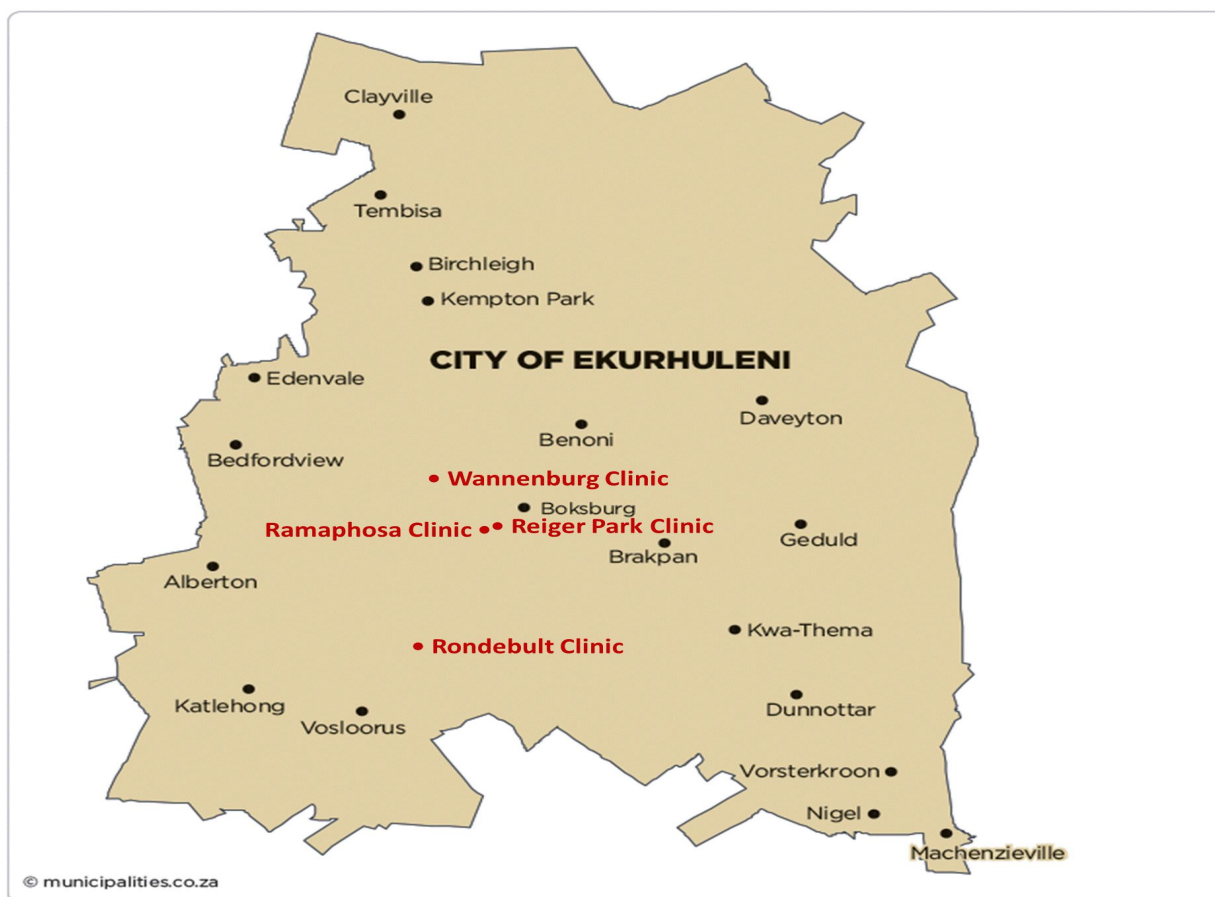 Clayville
Tembisa
Birchleigh
Kempton Park
CITY OF EKURHULENI
Edenvale
Daveyton
Benoni
Bedfordview
Wannenburg Clinic
Boksburg
Ramaphosa Clinic
Reiger Park Clinic
Geduld
Brakpan
Alberton
Kwa-Thema
Rondebult Clinic
Katlehong
Dunnottar
Vosloorus
Vorsterkroon
Nigel
Machenzieville
© municipalities.co.za